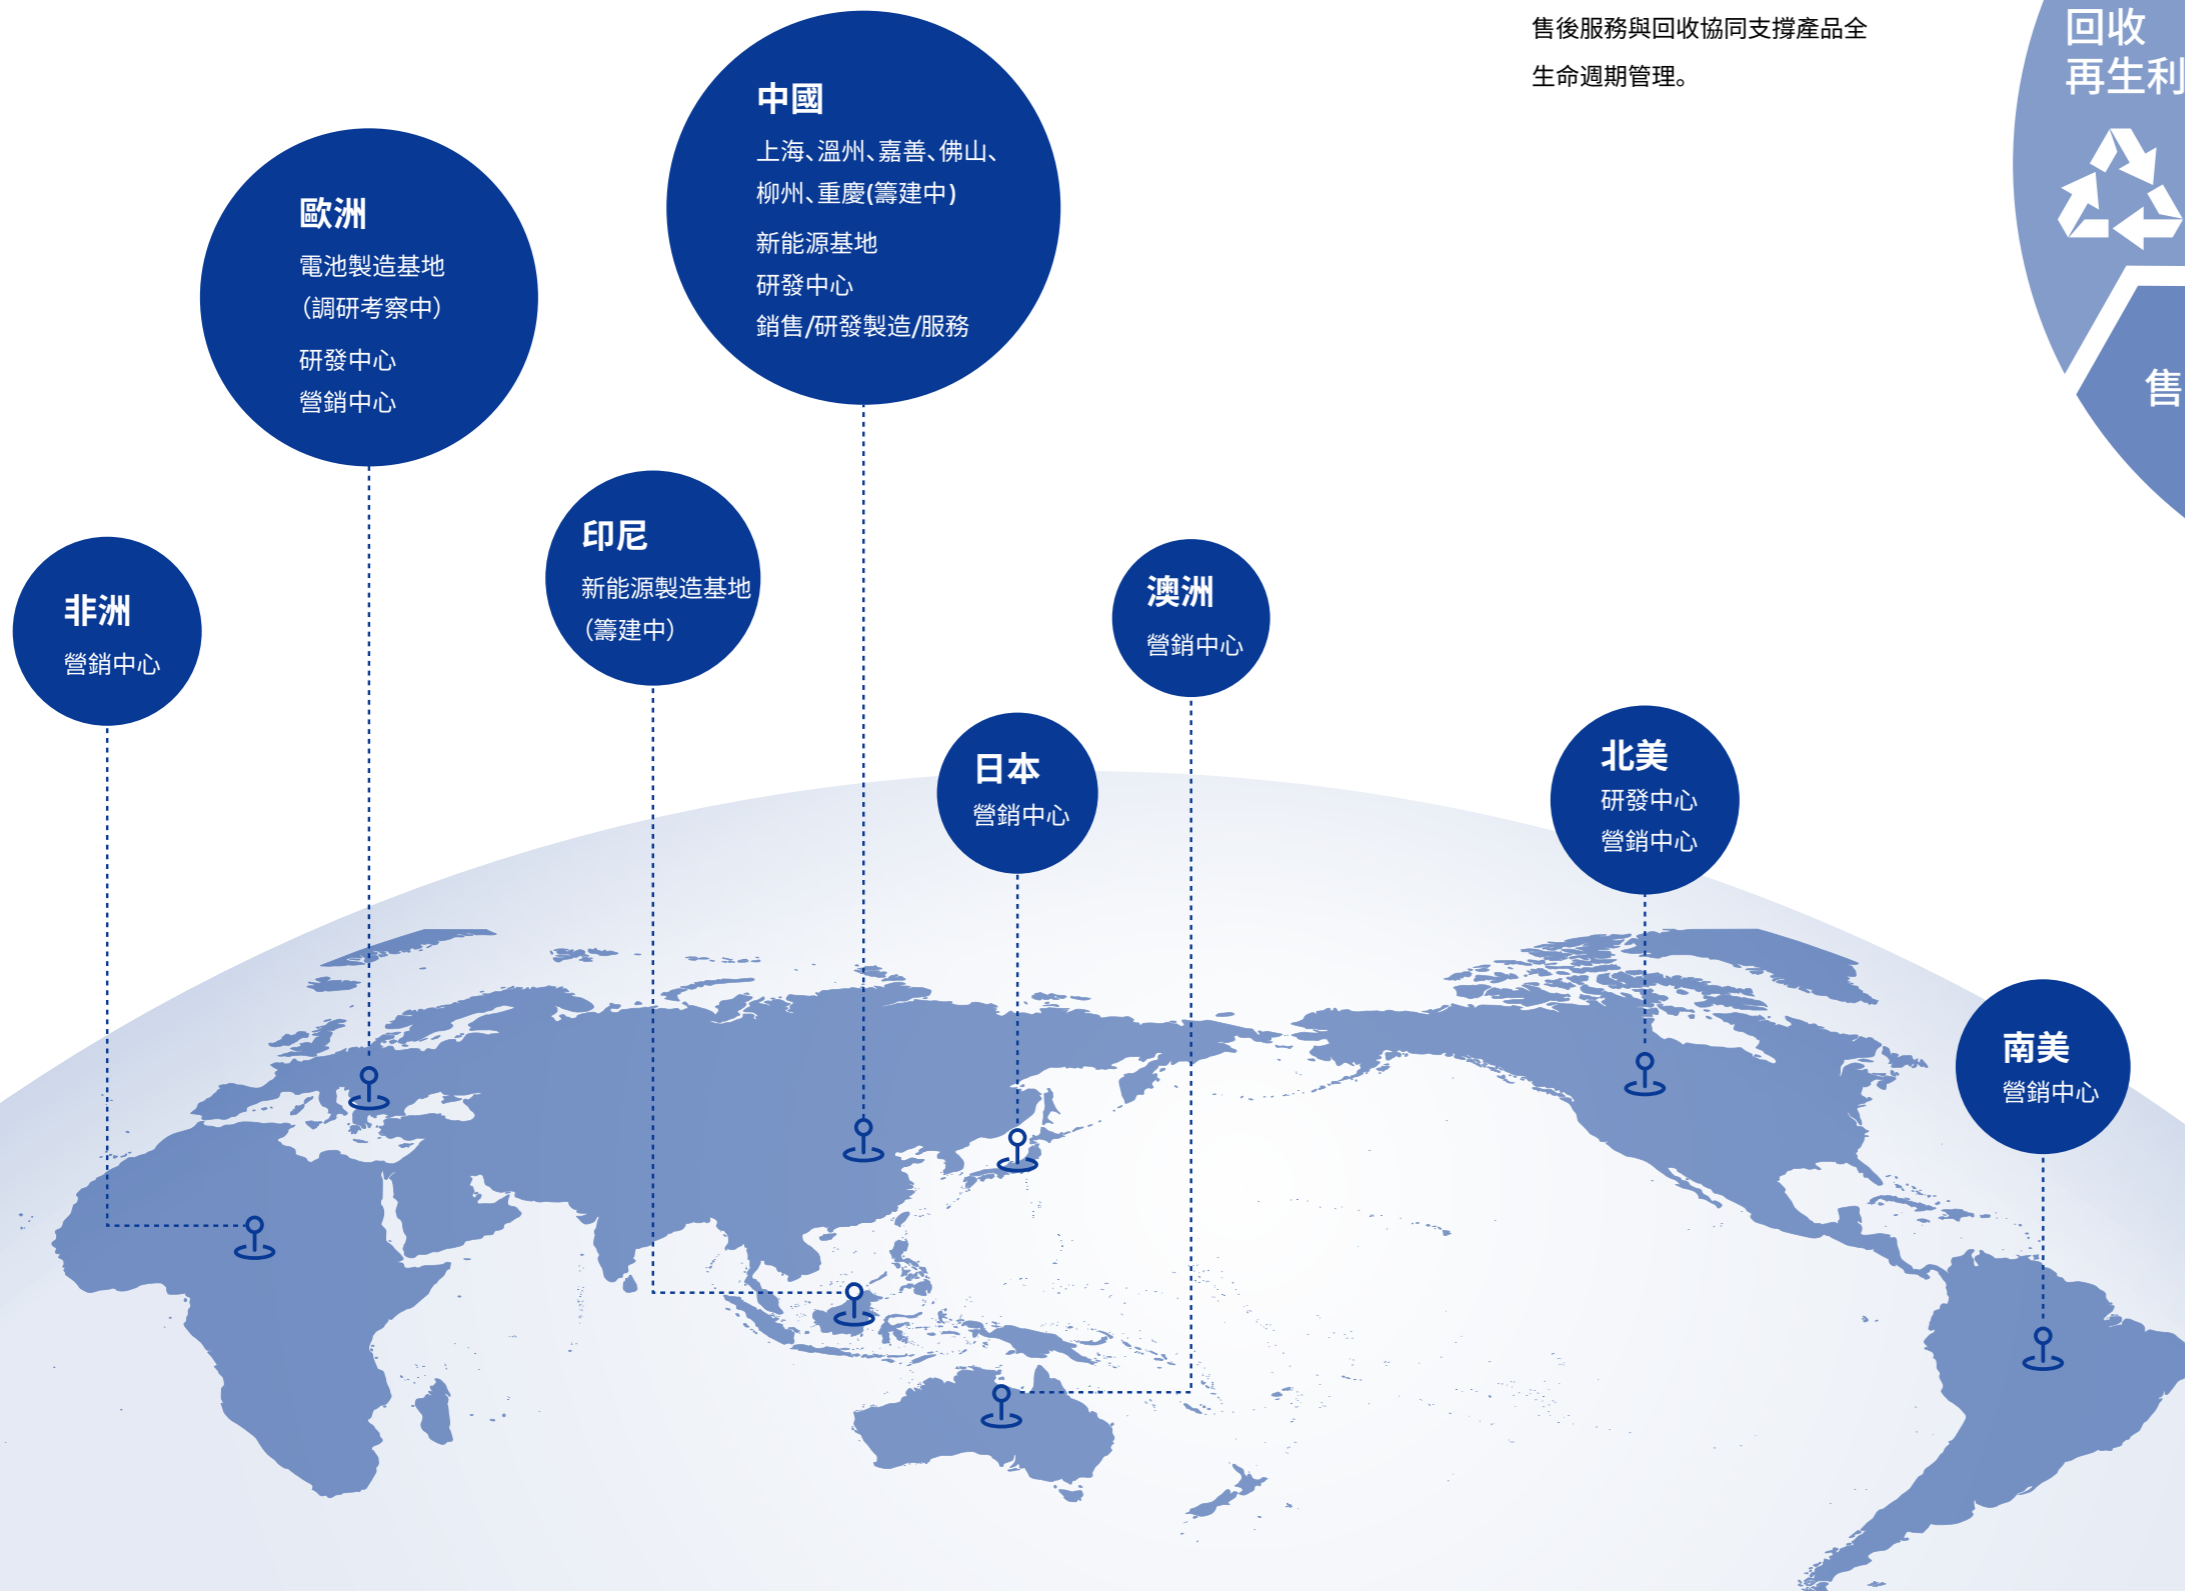 售後服務與回收協同支撐產品全
生命週期管理。
回收
再生利
售
中國
上海、溫州、嘉善、佛山、
柳州、重慶(籌建中)
新能源基地
研發中心
銷售/研發製造/服務
歐洲
電池製造基地
（調研考察中）
研發中心
營銷中心
印尼
新能源製造基地
（籌建中）
非洲
營銷中心
澳洲
營銷中心
日本
營銷中心
北美
研發中心
營銷中心
南美
營銷中心